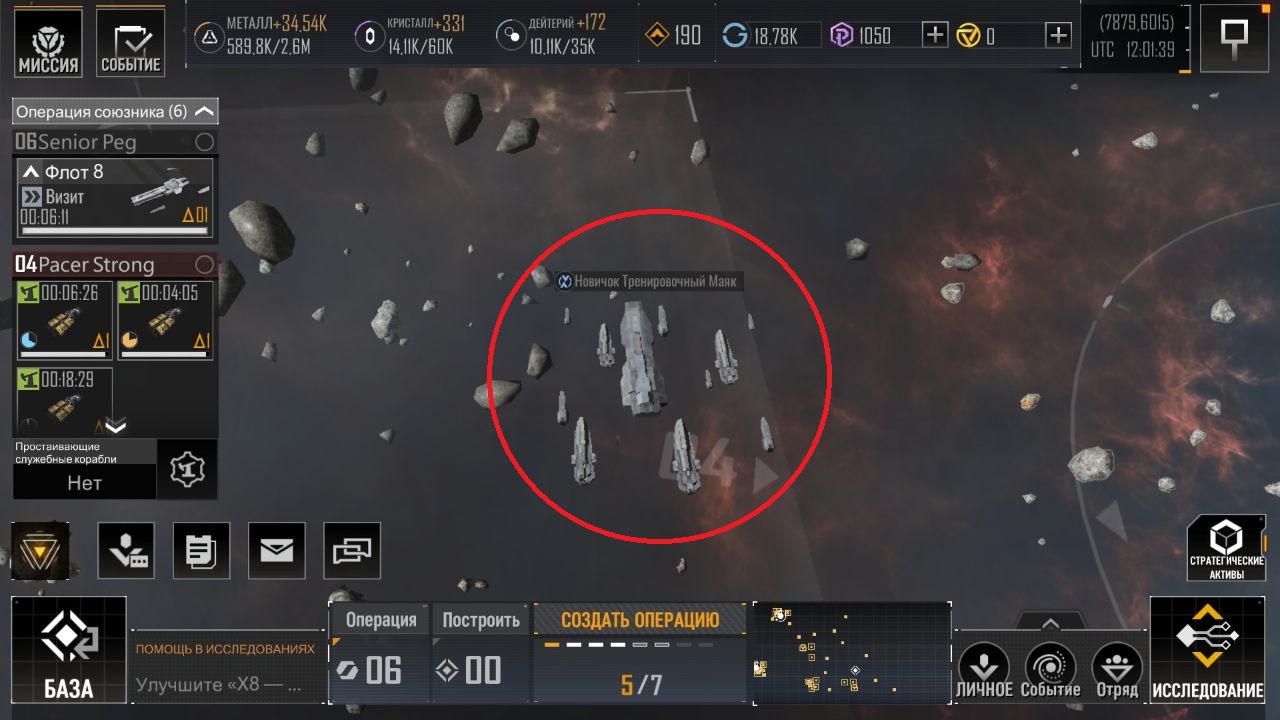 МЕТАЛЛ+34,54K
589,8K/2,6M
КРИСТАЛЛ+331
14,11K/60K
ДЕЙТЕРИЙ +172
10,11K/35K
190
18,78K
1050
0
(7879,6015)
UTC 12:01:39
МИССИЯ
СОБЫТИЕ
Операция союзника (6)
06 Senior Peg
Флот 8
Визит
00:06:11
01
04 Pacer Strong
00:06:26
1
00:04:05
1
00:18:29
Простаивающие
служебные корабли
Нет
Новичок Тренировочный Маяк
04
СТРАТЕГИЧЕСКИЕ
АКТИВЫ
БАЗА
ПОМОЩЬ В ИССЛЕДОВАНИЯХ
Улучшите «X8 — ...
Операция
06
Построить
00
СОЗДАТЬ ОПЕРАЦИЮ
5/7
ЛИЧНОЕ
Событие
Отряд
ИССЛЕДОВАНИЕ